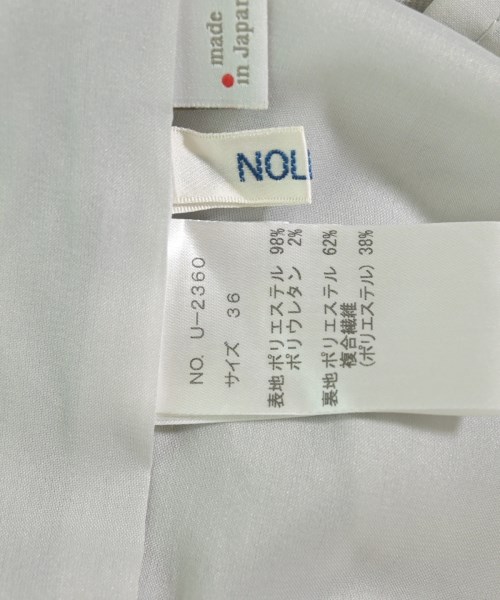 made
in Japan
NO. U-2360
サイズ 36
表地 ポリエステル 98%
ポリウレタン 2%
裏地 ポリエステル 62%
複合繊維
(ポリエステル) 38%